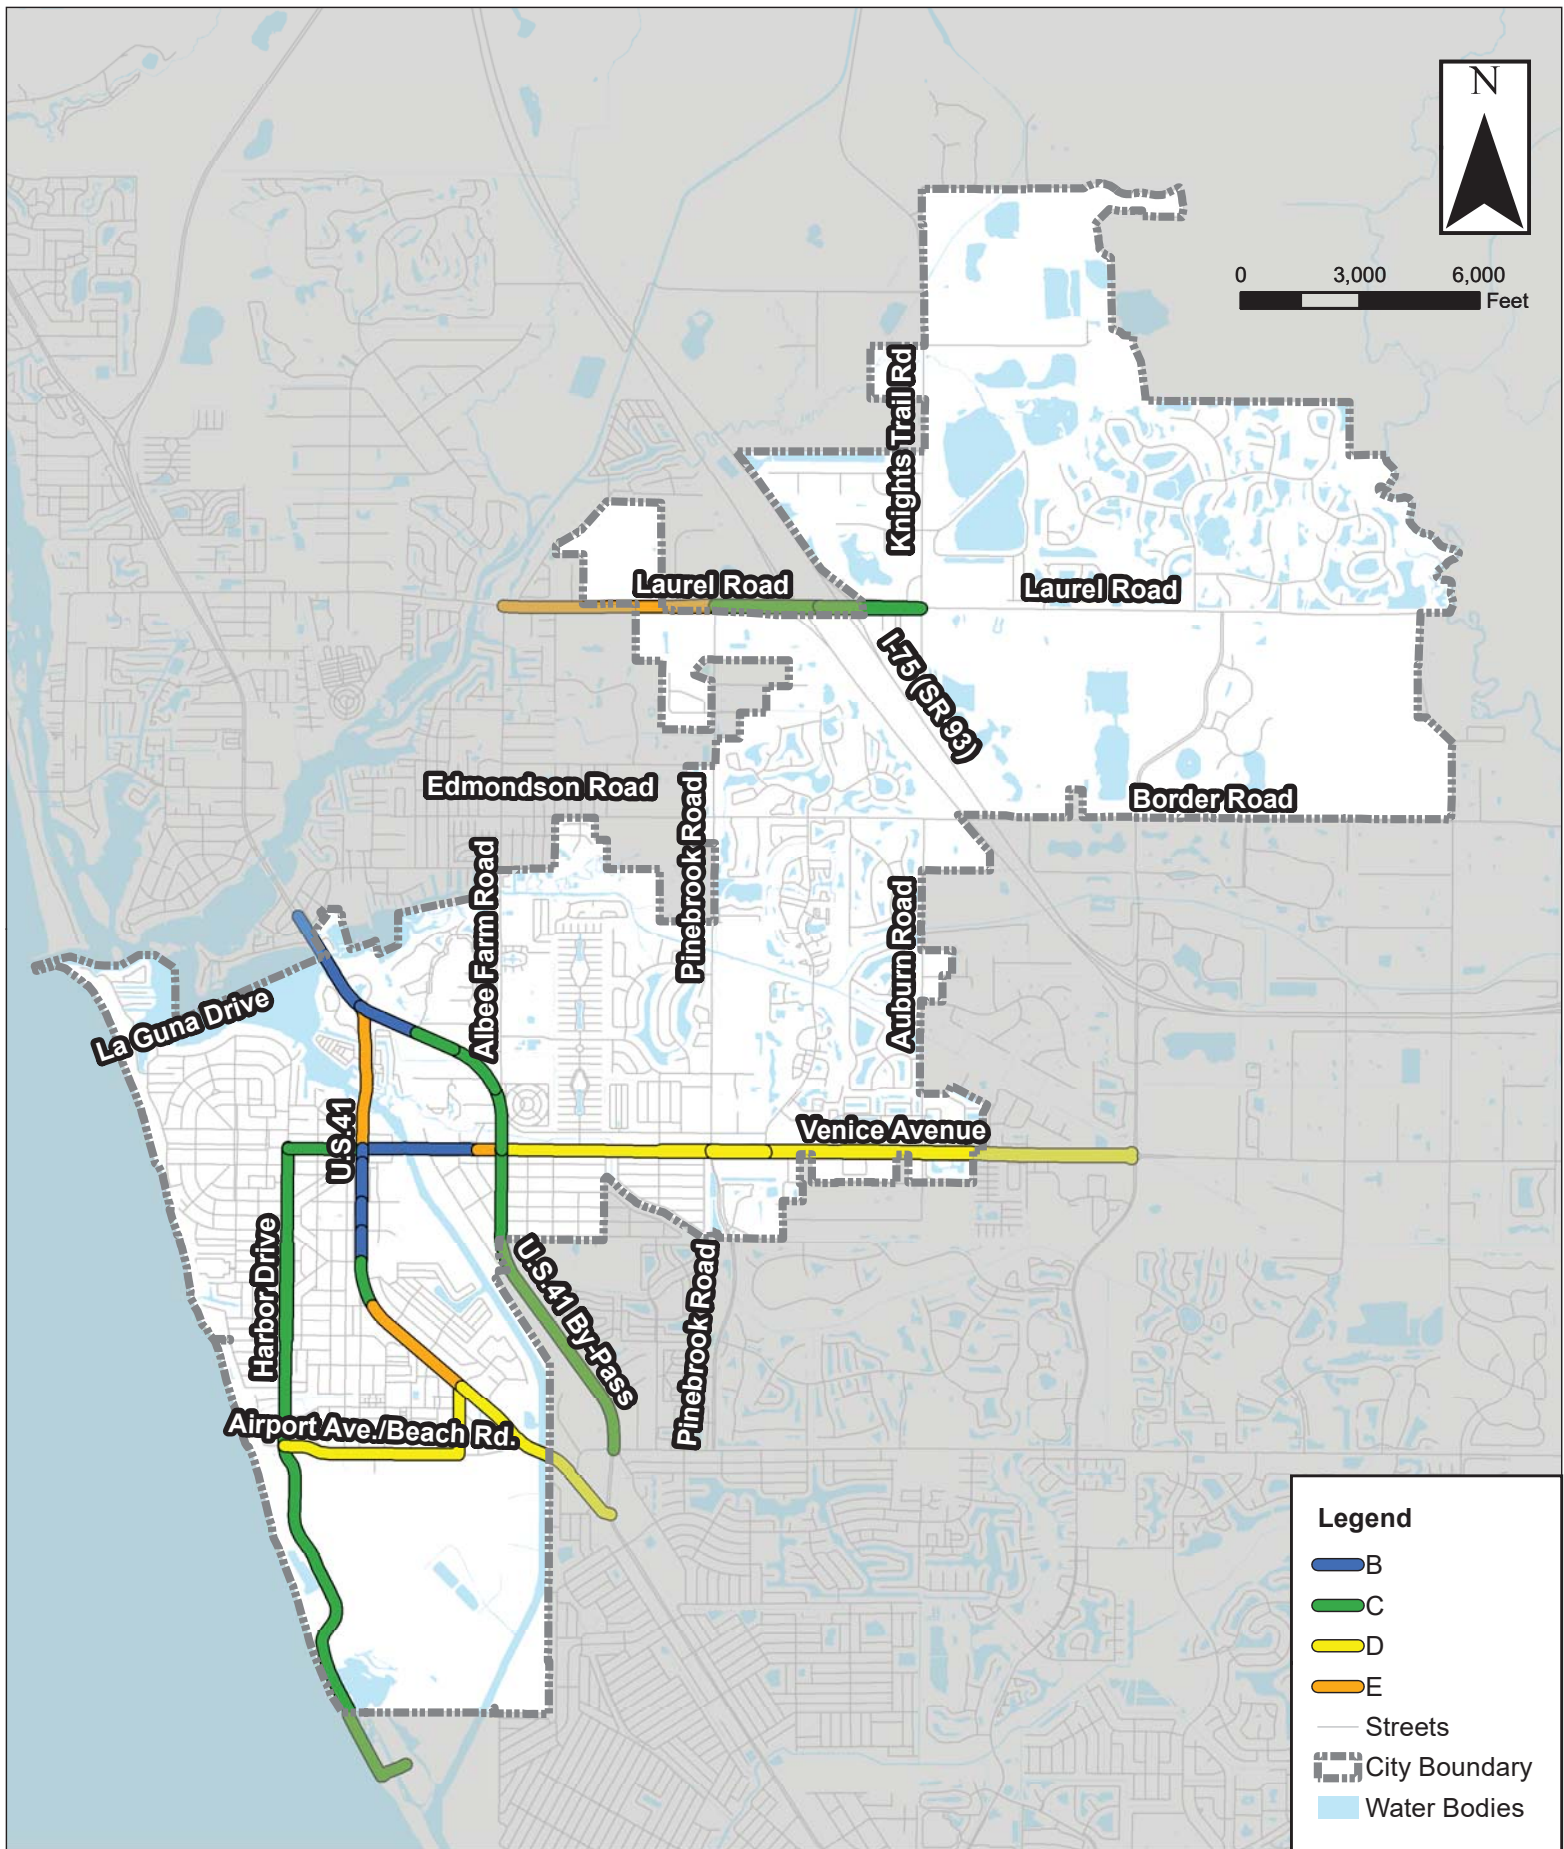 N
0 3,000 6,000
Feet
Knights Trail Rd
Laurel Road
Laurel Road
I-75 (SR 93)
Edmondson Road
Pinebrook Road
Border Road
Albee Farm Road
Auburn Road
La Guna Drive
U.S.41
Venice Avenue
Harbor Drive
U.S.41 By-Pass
Pinebrook Road
Airport Ave./Beach Rd.
Legend
B
C
D
E
Streets
City Boundary
Water Bodies